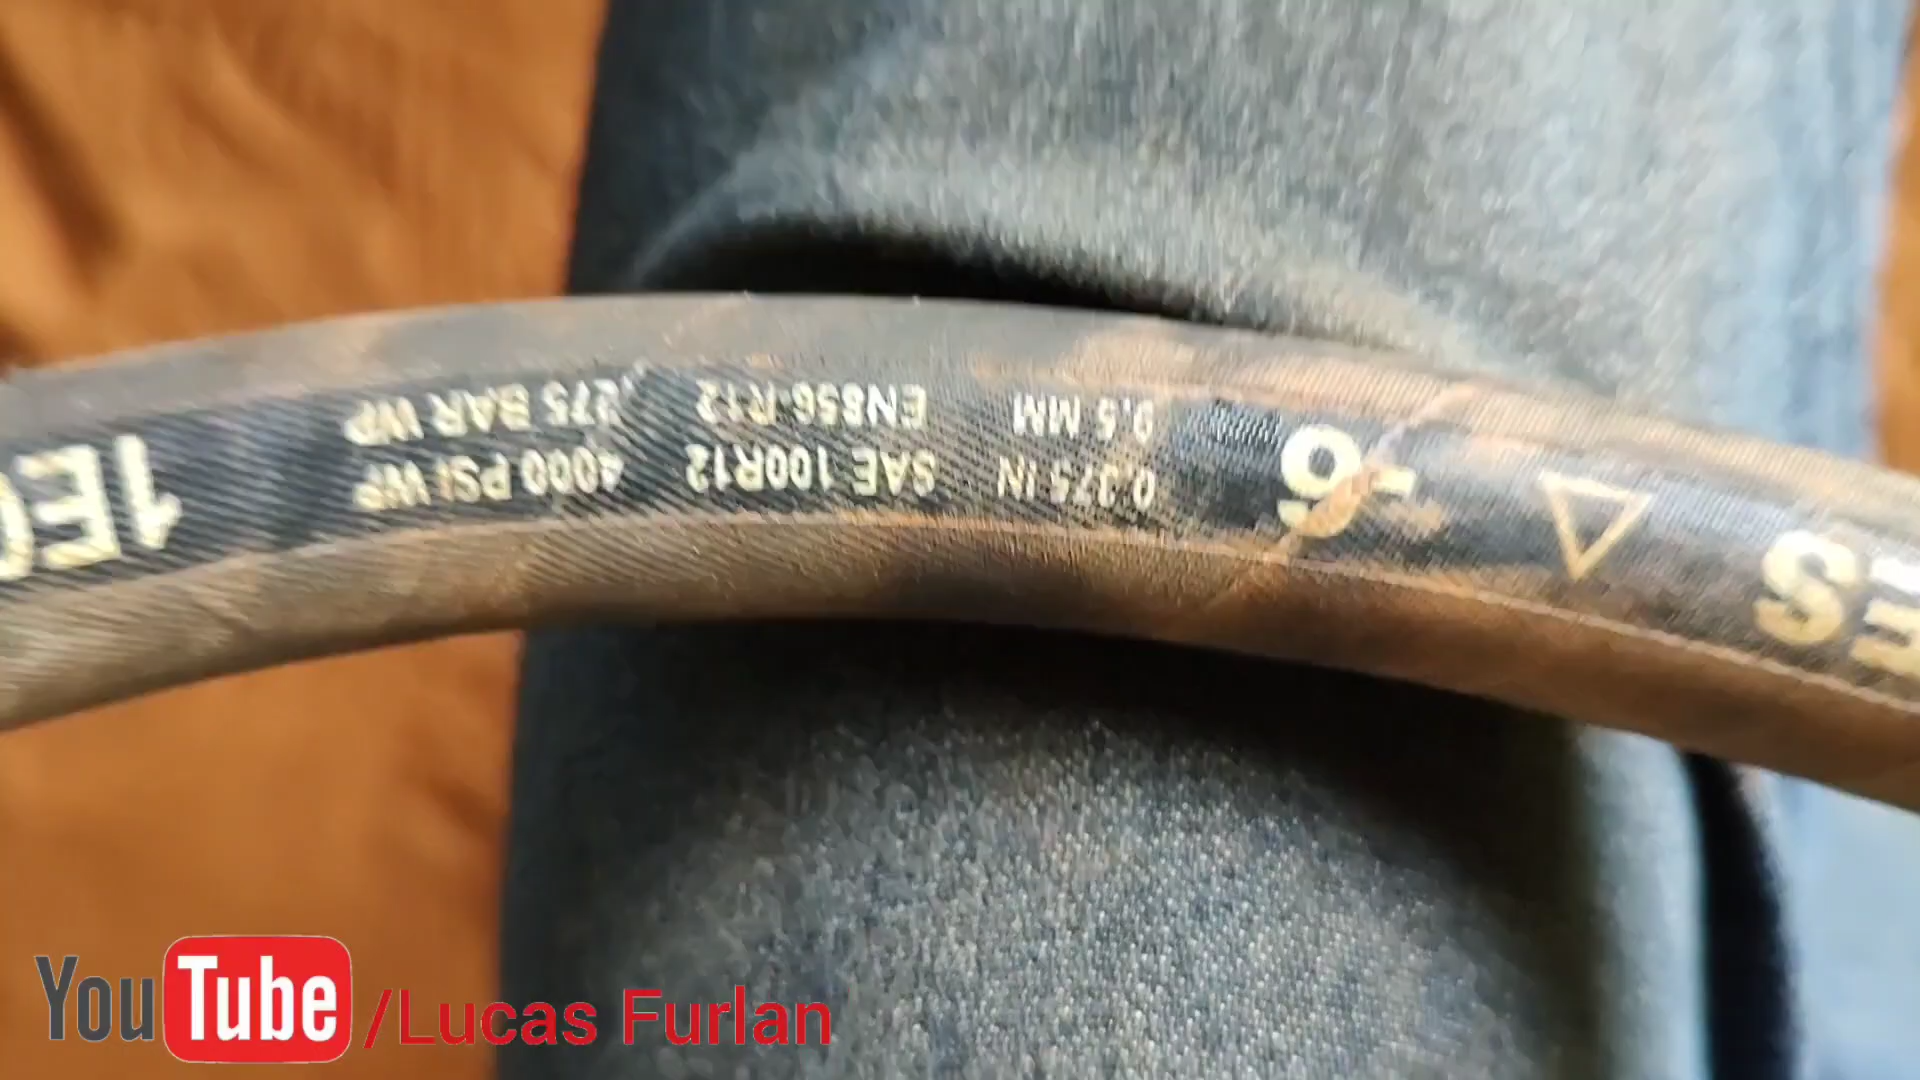 -6
0.375 IN SAE 100R12 4000 PSI WP
9,5 MM EN856-R12 275 BAR WP
YouTube /Lucas Furlan